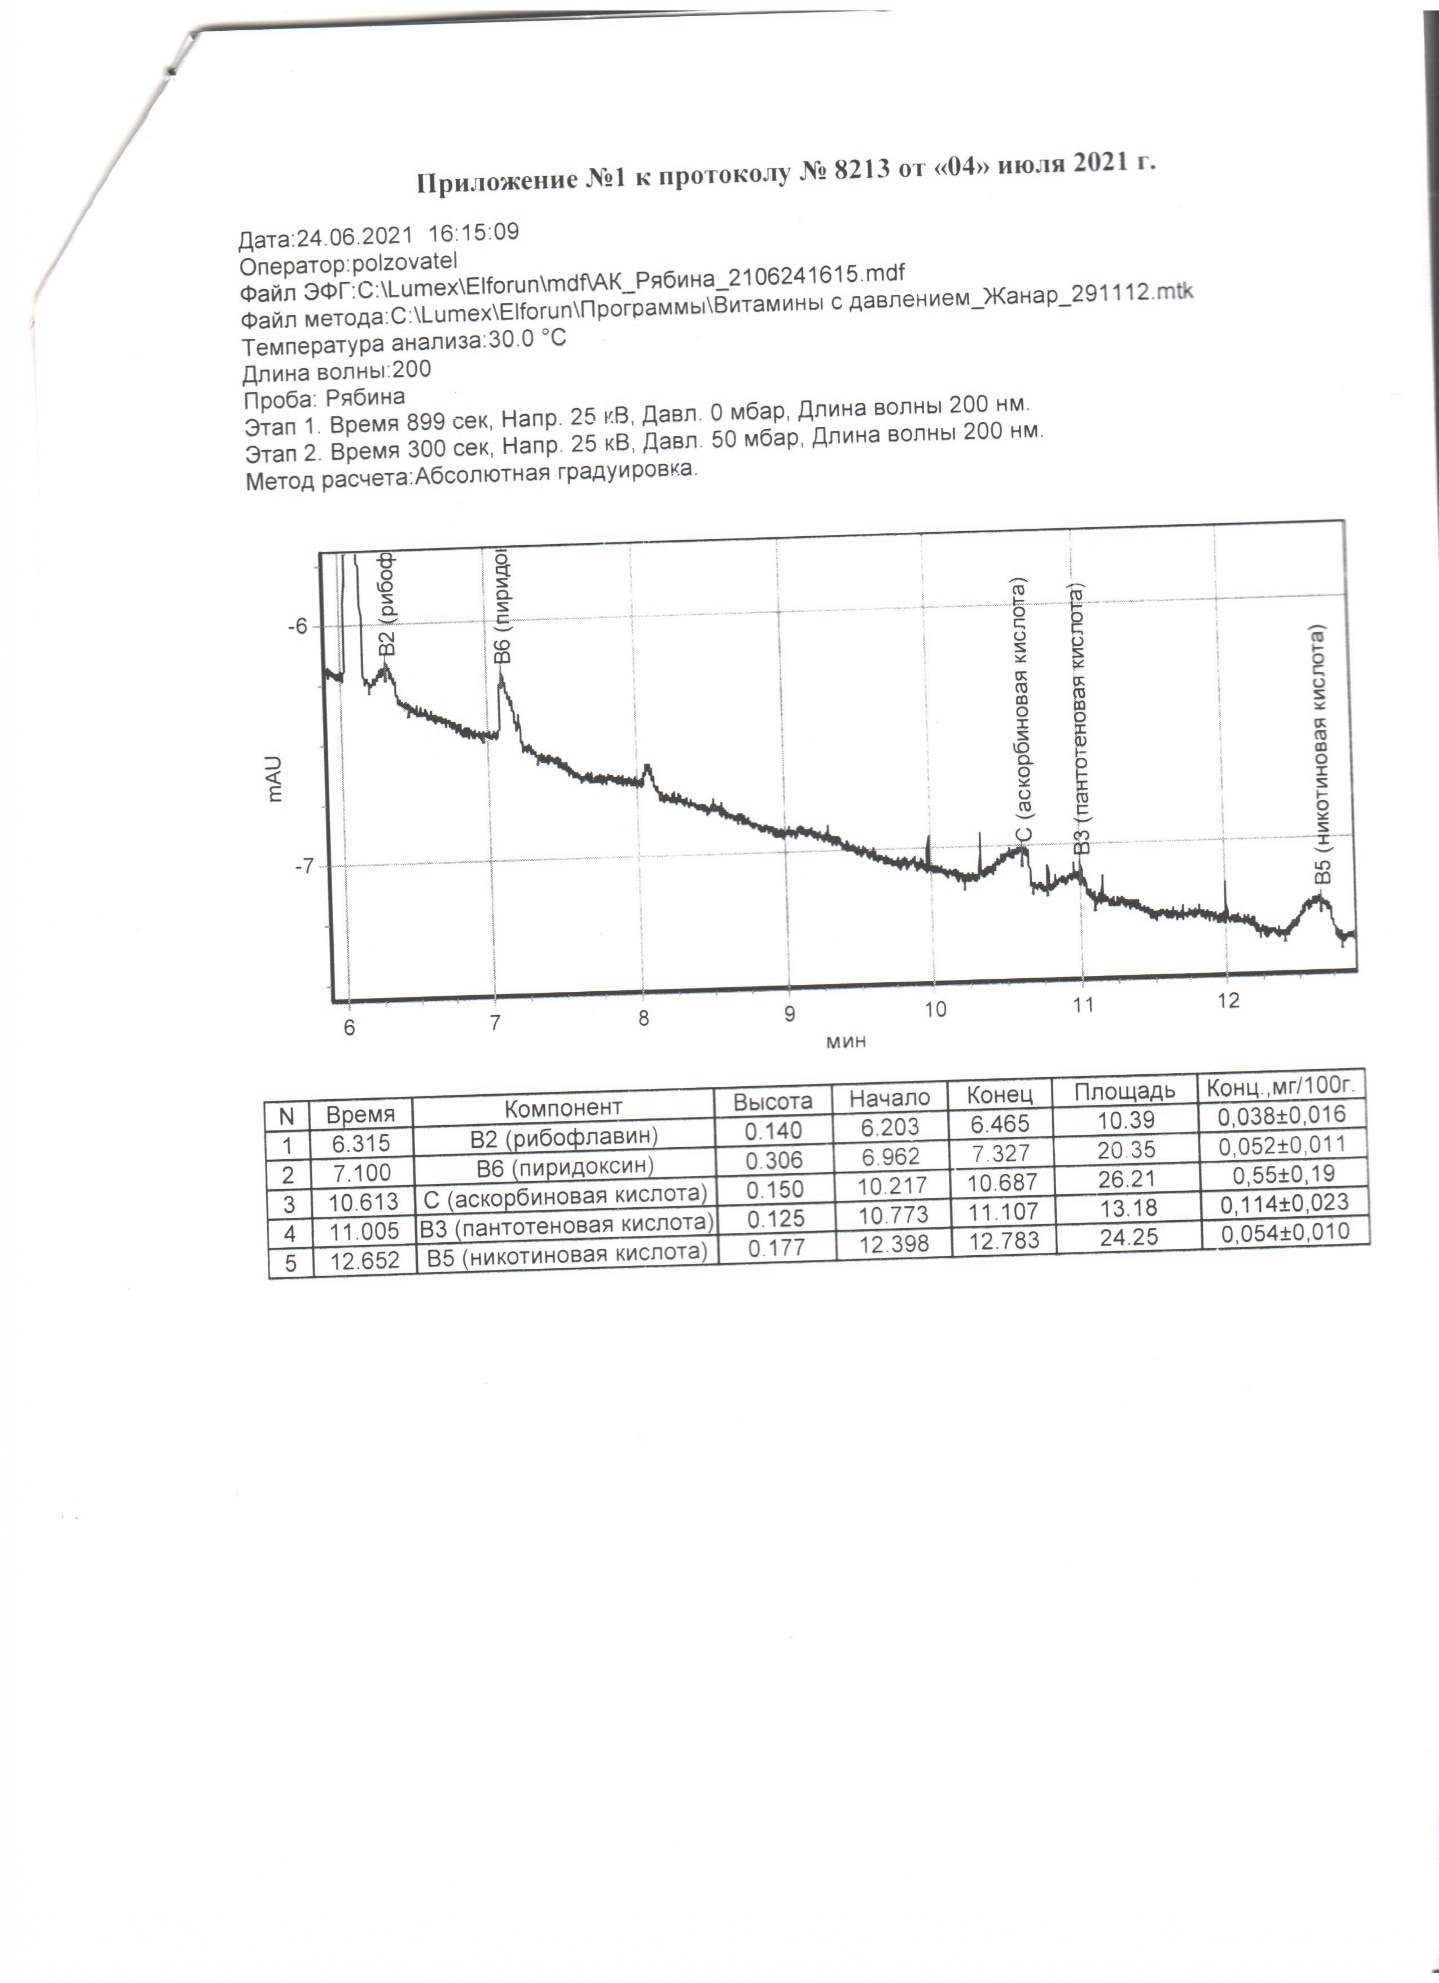 Приложение №1 к протоколу № 8213 от «04» июля 2021 г.
Дата:24.06.2021  16:15:09
Оператор:polzovatel
Файл ЭФГ:C:\Lumex\Elforun\mdf\АК_Рябина_2106241615.mdf
Файл метода:C:\Lumex\Elforun\Программы\Витамины с давлением_Жанар_291112.mtk
Температура анализа:30.0 °C
Длина волны:200
Проба: Рябина
Этап 1. Время 899 сек, Напр. 25 кВ, Давл. 0 мбар, Длина волны 200 нм.
Этап 2. Время 300 сек, Напр. 25 кВ, Давл. 50 мбар, Длина волны 200 нм.
Метод расчета:Абсолютная градуировка.
B2 (рибоф
B6 (пиридо
C (аскорбиновая кислота)
B3 (пантотеновая кислота)
B5 (никотиновая кислота)
-6
-7
mAU
6 7 8 9 10 11 12
мин
N Время Компонент Высота Начало Конец Площадь Конц.,мг/100г.
1 6.315 B2 (рибофлавин) 0.140 6.203 6.465 10.39 0,038±0,016
2 7.100 B6 (пиридоксин) 0.306 6.962 7.327 20.35 0,052±0,011
3 10.613 C (аскорбиновая кислота) 0.150 10.217 10.687 26.21 0,55±0,19
4 11.005 B3 (пантотеновая кислота) 0.125 10.773 11.107 13.18 0,114±0,023
5 12.652 B5 (никотиновая кислота) 0.177 12.398 12.783 24.25 0,054±0,010